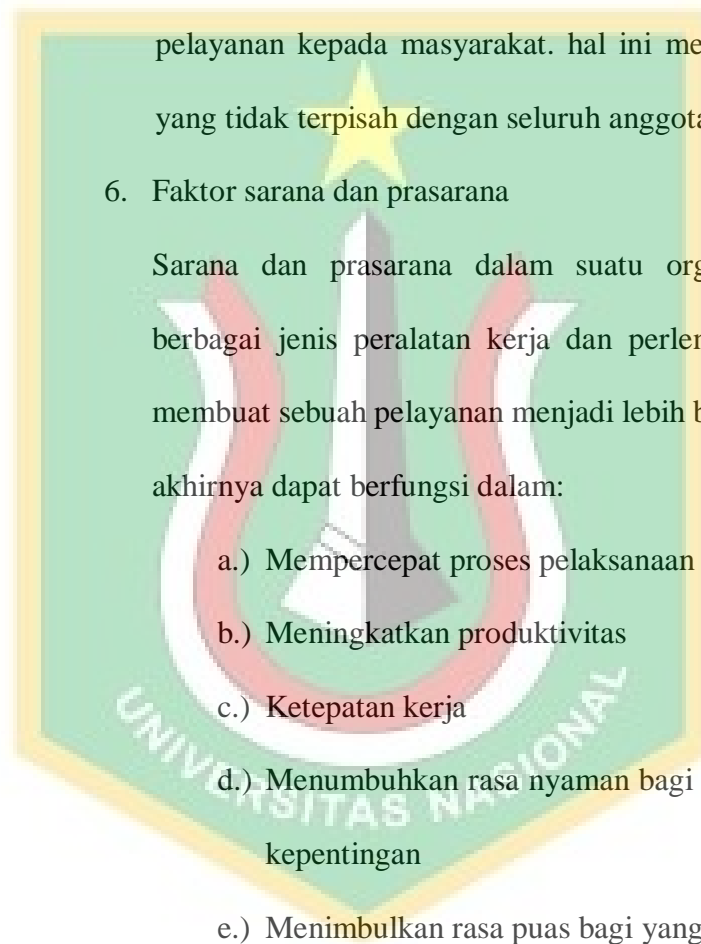 pelayanan kepada masyarakat. hal ini me
yang tidak terpisah dengan seluruh anggota
6. Faktor sarana dan prasarana
Sarana dan prasarana dalam suatu org
berbagai jenis peralatan kerja dan perlen
membuat sebuah pelayanan menjadi lebih b
akhirnya dapat berfungsi dalam:
a.) Mempercepat proses pelaksanaan
b.) Meningkatkan produktivitas
c.) Ketepatan kerja
d.) Menumbuhkan rasa nyaman bagi
kepentingan
e.) Menimbulkan rasa puas bagi yang
UNIVERSITAS NASIONAL